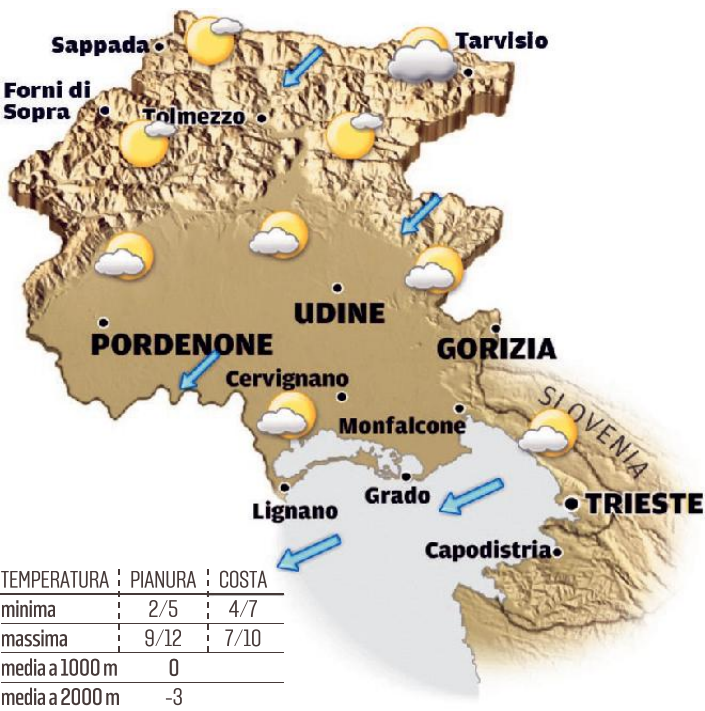 Sappada
Tarvisio
Forni di
Sopra
Tolmezzo
UDINE
PORDENONE
GORIZIA
Cervignano
SLOVENIA
Monfalcone
Grado
Lignano
TRIESTE
Capodistria
TEMPERATURA PIANURA COSTA
minima 2/5 4/7
massima 9/12 7/10
media a 1000 m 0
media a 2000 m -3